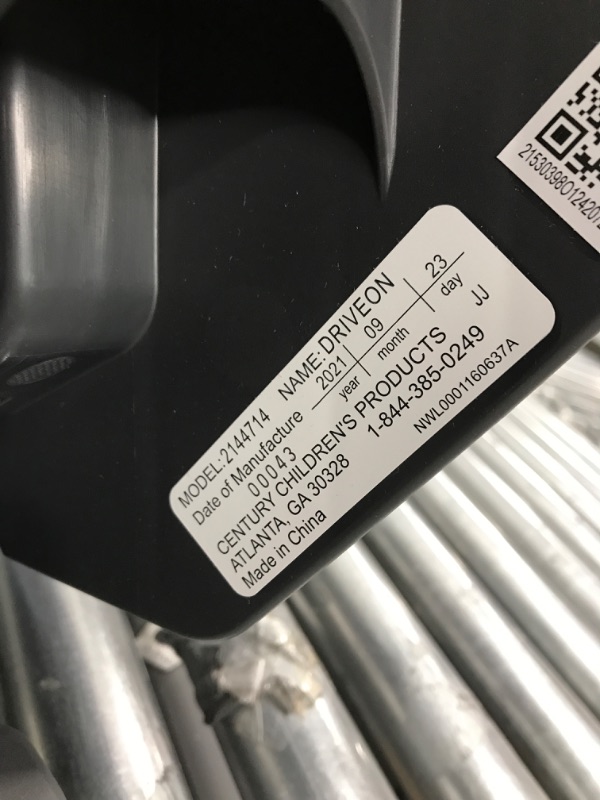 MODEL:2144714 NAME:DRIVEON
Date of Manufacture 2021 | 09 | 23
year month day
00043 JJ
CENTURY CHILDREN'S PRODUCTS
ATLANTA, GA 30328 1-844-385-0249
Made in China NWL0001160637A